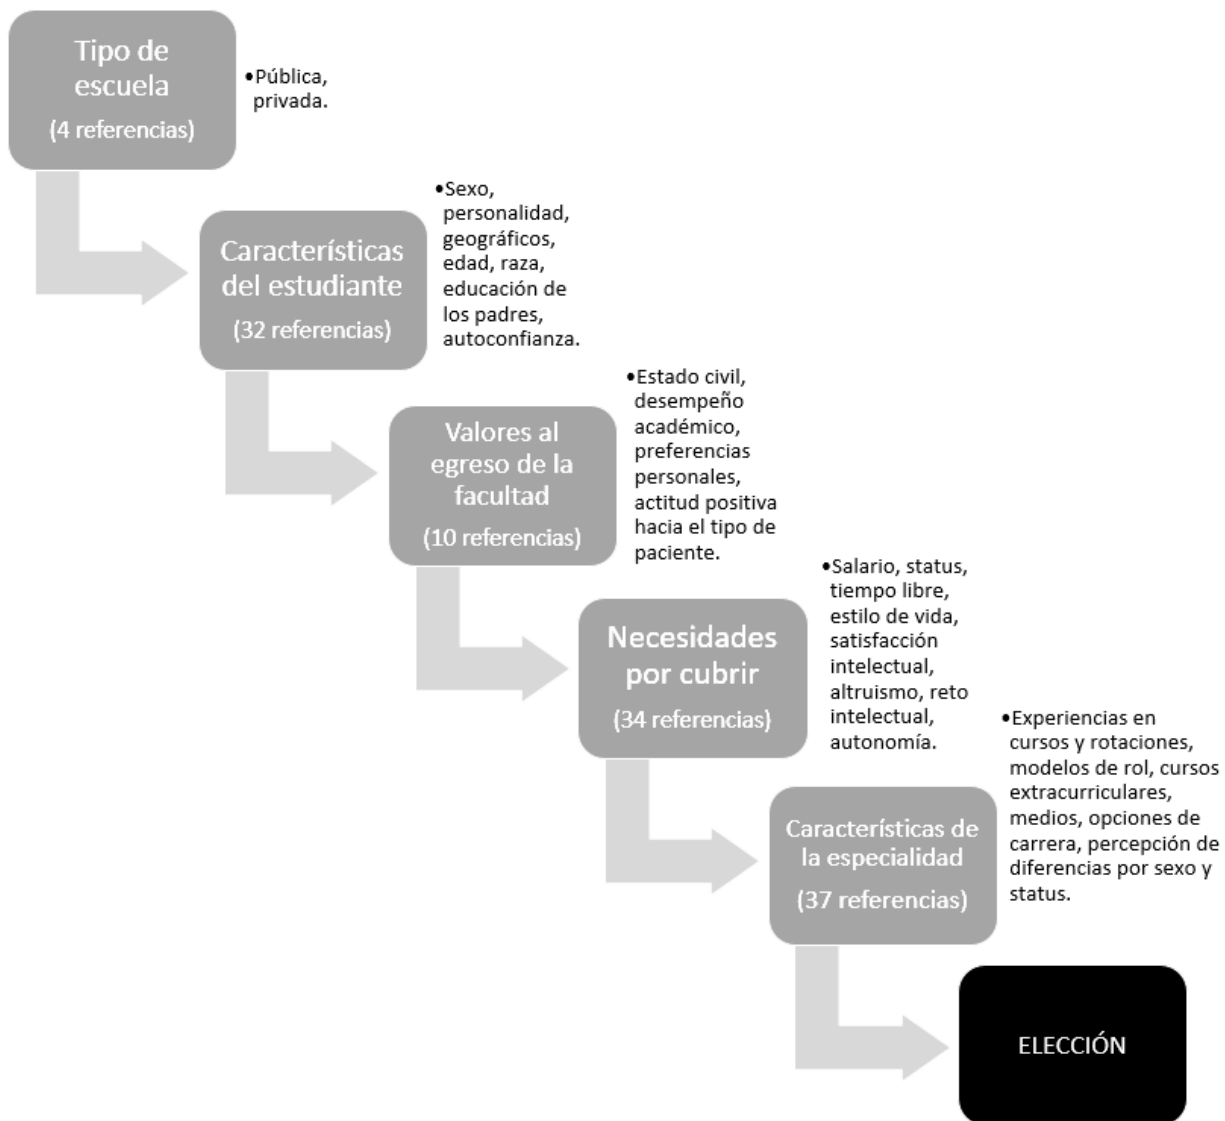 Tipo de
escuela
(4 referencias)
•Pública,
privada.
Características
del estudiante
(32 referencias)
•Sexo,
personalidad,
geográficos,
edad, raza,
educación de
los padres,
autoconfianza.
Valores al
egreso de la
facultad
(10 referencias)
•Estado civil,
desempeño
académico,
preferencias
personales,
actitud positiva
hacia el tipo de
paciente.
Necesidades
por cubrir
(34 referencias)
•Salario, status,
tiempo libre,
estilo de vida,
satisfacción
intelectual,
altruismo, reto
intelectual,
autonomía.
Características de
la especialidad
(37 referencias)
•Experiencias en
cursos y rotaciones,
modelos de rol, cursos
extracurriculares,
medios, opciones de
carrera, percepción de
diferencias por sexo y
status.
ELECCIÓN